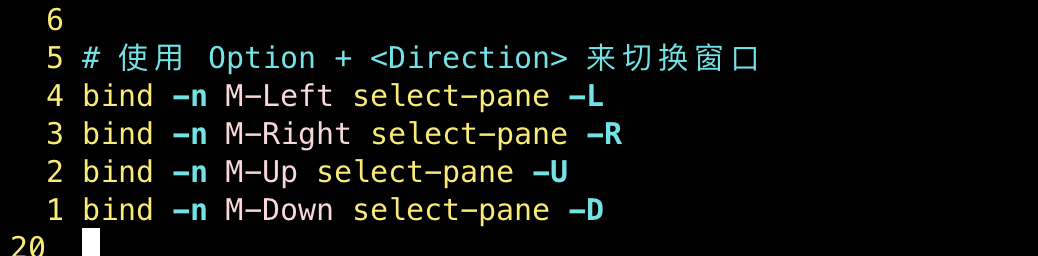 6
5 # 使用 Option + <Direction> 来切换窗口
4 bind -n M-Left select-pane -L
3 bind -n M-Right select-pane -R
2 bind -n M-Up select-pane -U
1 bind -n M-Down select-pane -D
20